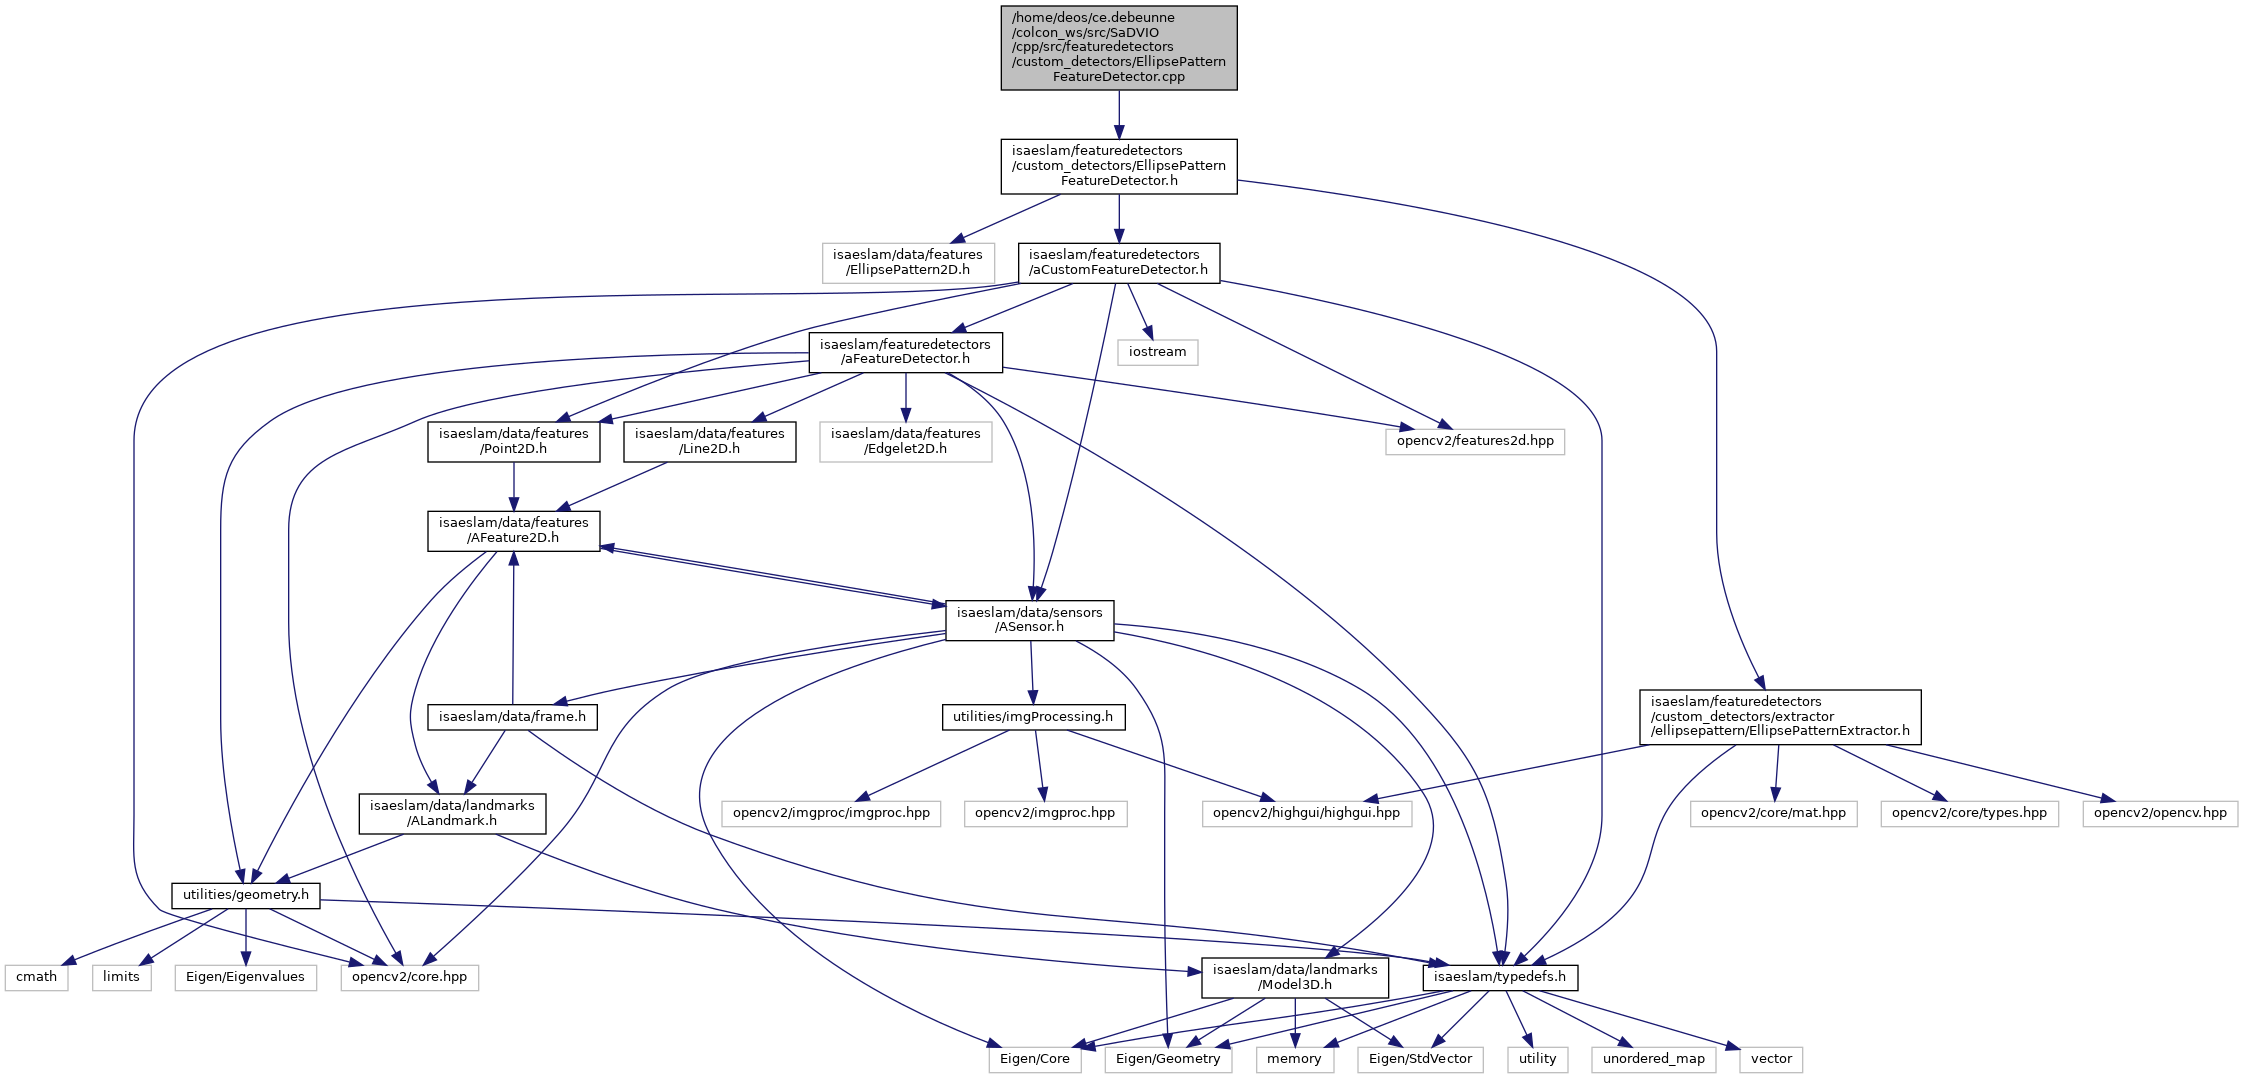 /home/deos/ce.debeunne
/colcon_ws/src/SaDVIO
/cpp/src/featuredetectors
/custom_detectors/EllipsePattern
FeatureDetector.cpp
isaeslam/featuredetectors
/custom_detectors/EllipsePattern
FeatureDetector.h
isaeslam/data/features
/EllipsePattern2D.h
isaeslam/featuredetectors
/aCustomFeatureDetector.h
isaeslam/featuredetectors
/aFeatureDetector.h
iostream
isaeslam/data/features
/Point2D.h
isaeslam/data/features
/Line2D.h
isaeslam/data/features
/Edgelet2D.h
opencv2/features2d.hpp
isaeslam/data/features
/AFeature2D.h
isaeslam/data/sensors
/ASensor.h
isaeslam/data/frame.h
utilities/imgProcessing.h
isaeslam/featuredetectors
/custom_detectors/extractor
/ellipsepattern/EllipsePatternExtractor.h
isaeslam/data/landmarks
/ALandmark.h
opencv2/imgproc/imgproc.hpp
opencv2/imgproc.hpp
opencv2/highgui/highgui.hpp
opencv2/core/mat.hpp
opencv2/core/types.hpp
opencv2/opencv.hpp
utilities/geometry.h
cmath
limits
Eigen/Eigenvalues
opencv2/core.hpp
isaeslam/data/landmarks
/Model3D.h
isaeslam/typedefs.h
Eigen/Core
Eigen/Geometry
memory
Eigen/StdVector
utility
unordered_map
vector